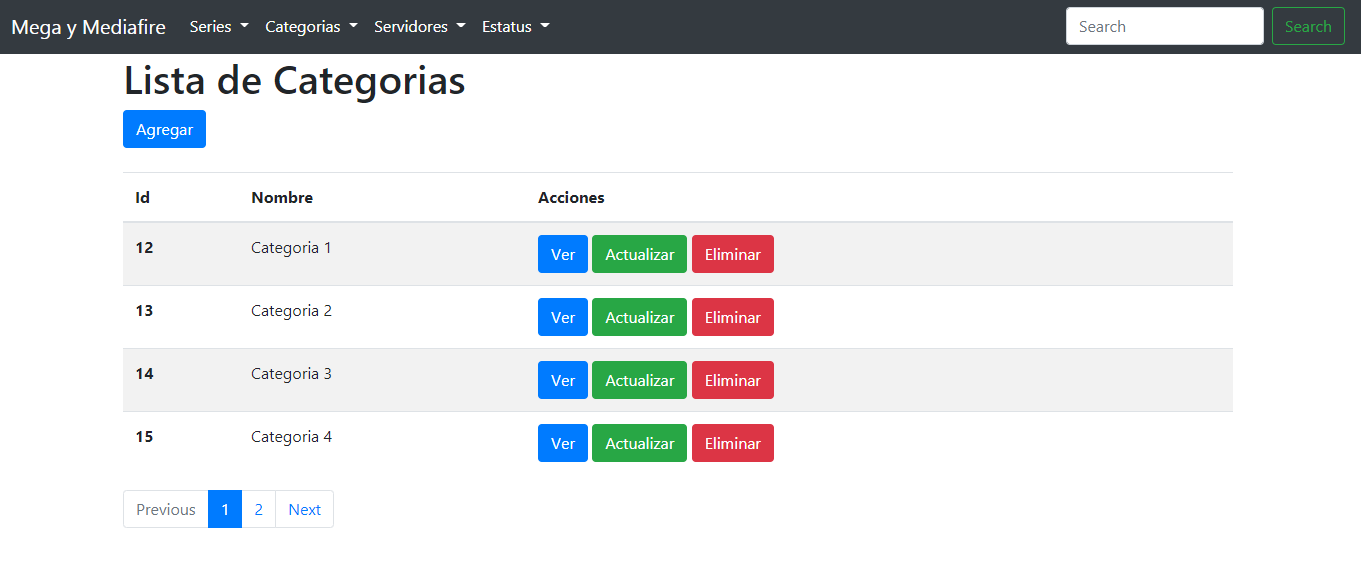 Mega y Mediafire Series Categorias Servidores Estatus Search Search
Lista de Categorias
Agregar
Id Nombre Acciones
12 Categoria 1 Ver Actualizar Eliminar
13 Categoria 2 Ver Actualizar Eliminar
14 Categoria 3 Ver Actualizar Eliminar
15 Categoria 4 Ver Actualizar Eliminar
Previous 1 2 Next